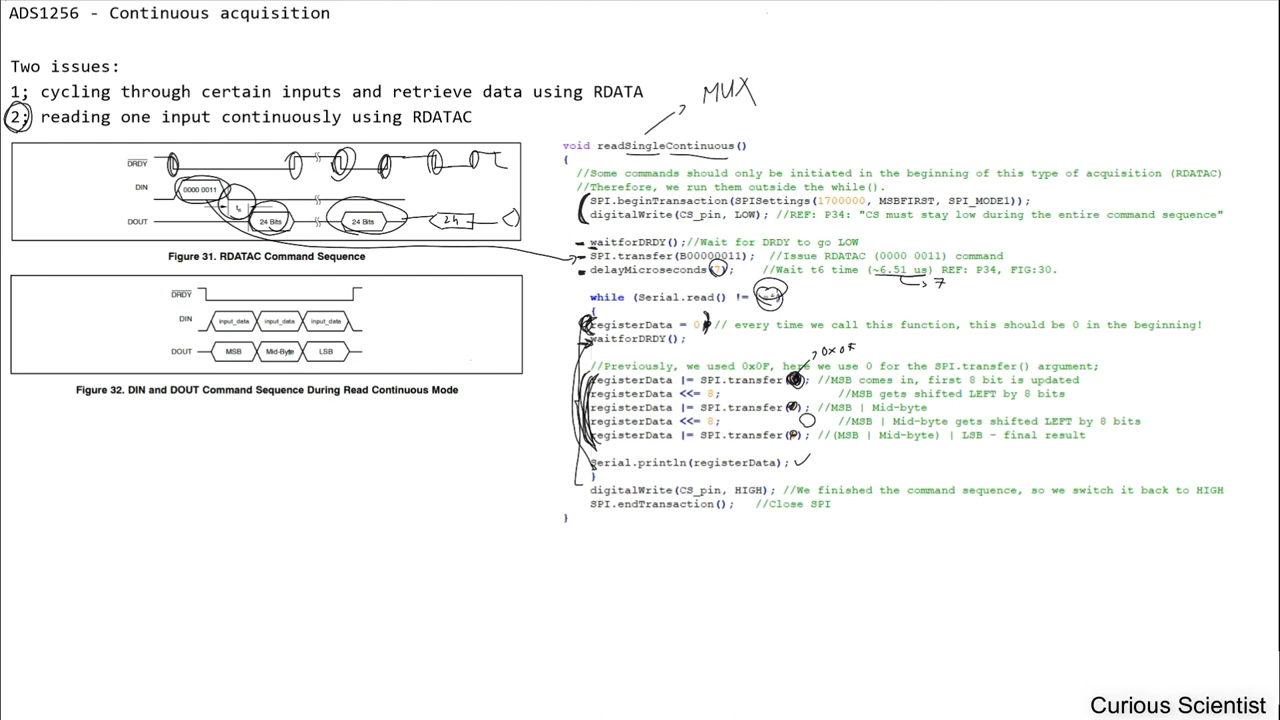 ADS1256 - Continuous acquisition
Two issues:
1; cycling through certain inputs and retrieve data using RDATA
2; reading one input continuously using RDATAC
MUX
DRDY
DIN
0000 0011
t6
DOUT
24 Bits
24 Bits
24
Figure 31. RDATAC Command Sequence
DRDY
DIN
input_data
input_data
input_data
DOUT
MSB
Mid-Byte
LSB
Figure 32. DIN and DOUT Command Sequence During Read Continuous Mode
void readSingleContinuous()
{
//Some commands should only be initiated in the beginning of this type of acquisition (RDATAC)
//Therefore, we run them outside the while().
SPI.beginTransaction(SPISettings(1700000, MSBFIRST, SPI_MODE1));
digitalWrite(CS_pin, LOW); //REF: P34: "CS must stay low during the entire command sequence"
waitforDRDY();//Wait for DRDY to go LOW
SPI.transfer(B00000011); //Issue RDATAC (0000 0011) command
delayMicroseconds(7); //Wait t6 time (~6.51 us) REF: P34, FIG:30.
7
while (Serial.read() !=
{
registerData = 0; // every time we call this function, this should be 0 in the beginning!
waitforDRDY();
0x0F
//Previously, we used 0x0F, here we use 0 for the SPI.transfer() argument;
registerData |= SPI.transfer( ); //MSB comes in, first 8 bit is updated
registerData <<= 8; //MSB gets shifted LEFT by 8 bits
registerData |= SPI.transfer( ); //MSB | Mid-byte
registerData <<= 8; //MSB | Mid-byte gets shifted LEFT by 8 bits
registerData |= SPI.transfer( ); //(MSB | Mid-byte) | LSB - final result
Serial.println(registerData);
}
digitalWrite(CS_pin, HIGH); //We finished the command sequence, so we switch it back to HIGH
SPI.endTransaction(); //Close SPI
}
Curious Scientist